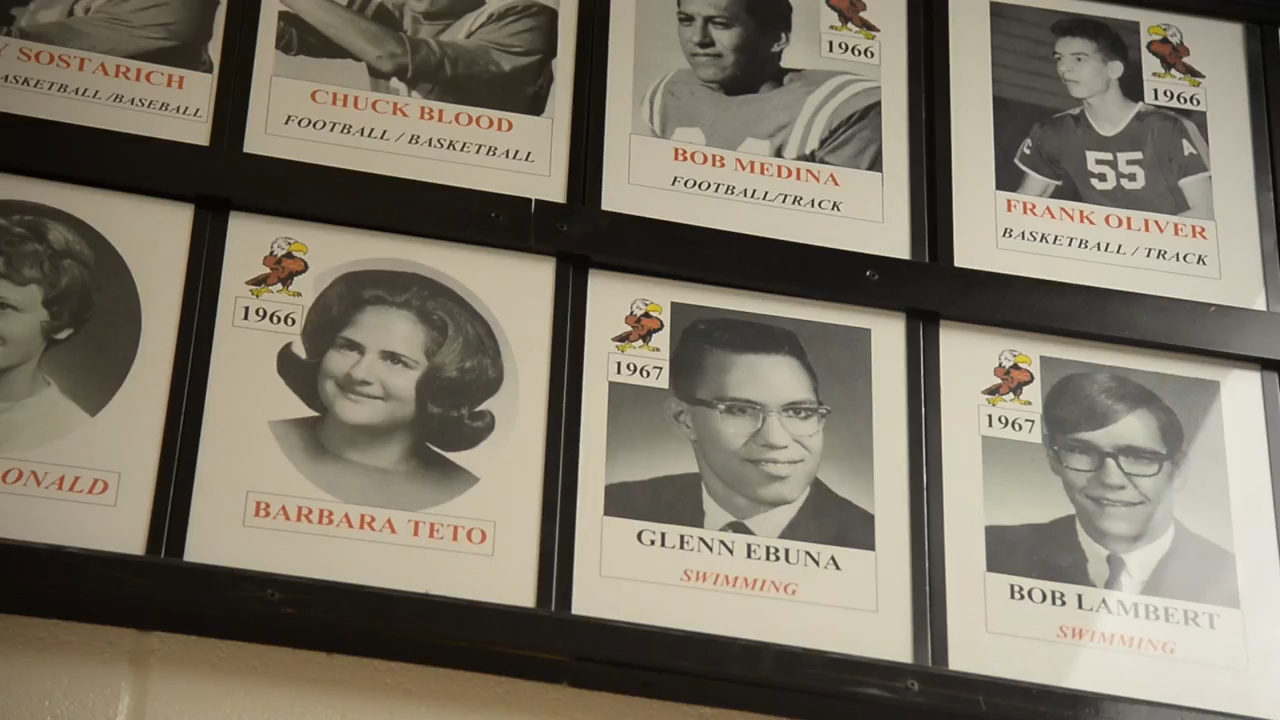 SOSTARICH
BASKETBALL /BASEBALL
CHUCK BLOOD
FOOTBALL / BASKETBALL
1966
BOB MEDINA
FOOTBALL/TRACK
1966
C 55 A
FRANK OLIVER
BASKETBALL / TRACK
ONALD
1966
BARBARA TETO
1967
GLENN EBUNA
SWIMMING
1967
BOB LAMBERT
SWIMMING